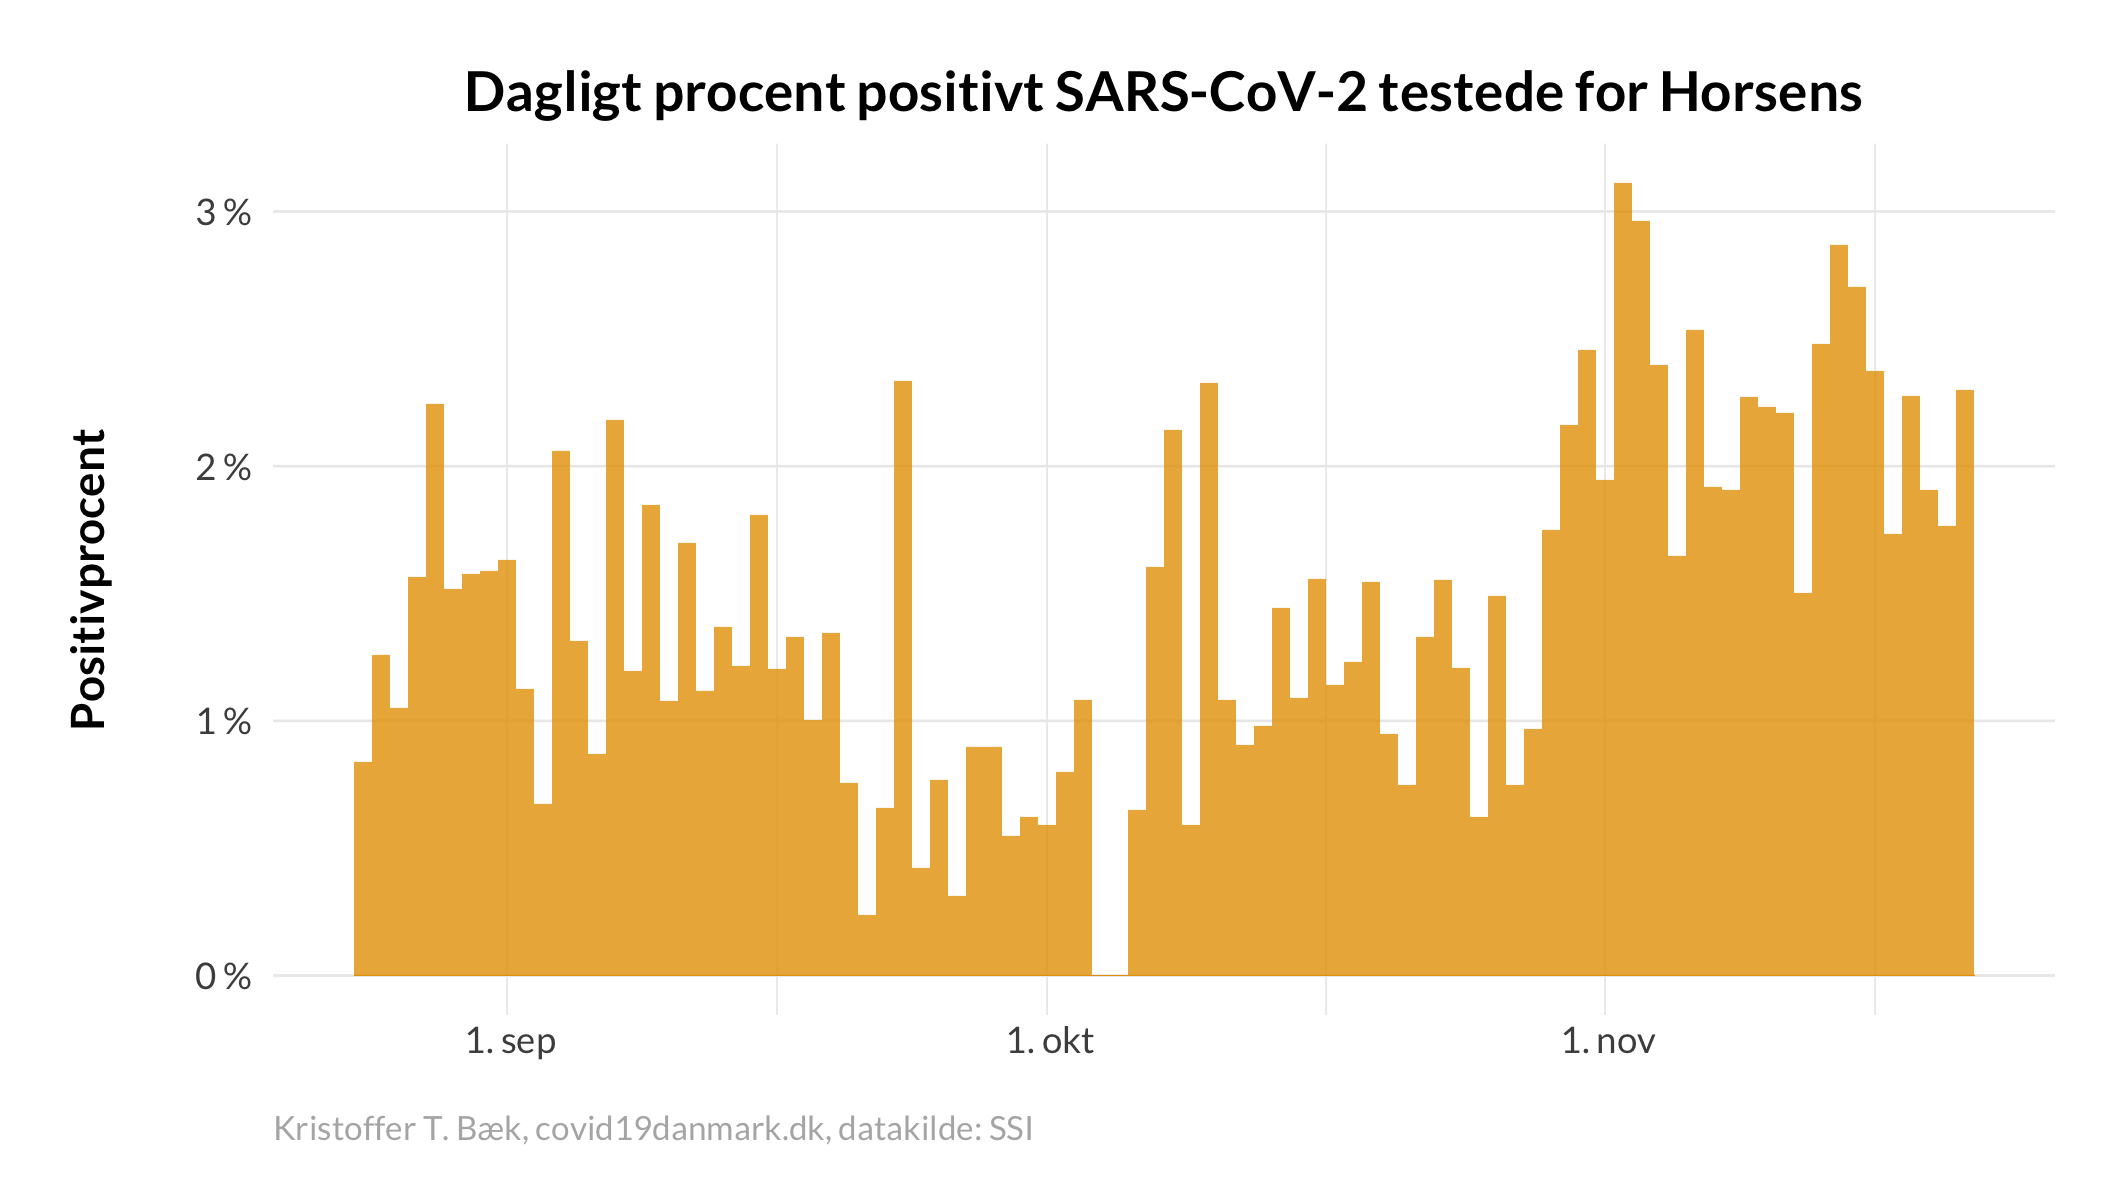 Dagligt procent positivt SARS-CoV-2 testede for Horsens
Positivprocent
3 %
2 %
1 %
0 %
1. sep
1. okt
1. nov
Kristoffer T. Bæk, covid19danmark.dk, datakilde: SSI